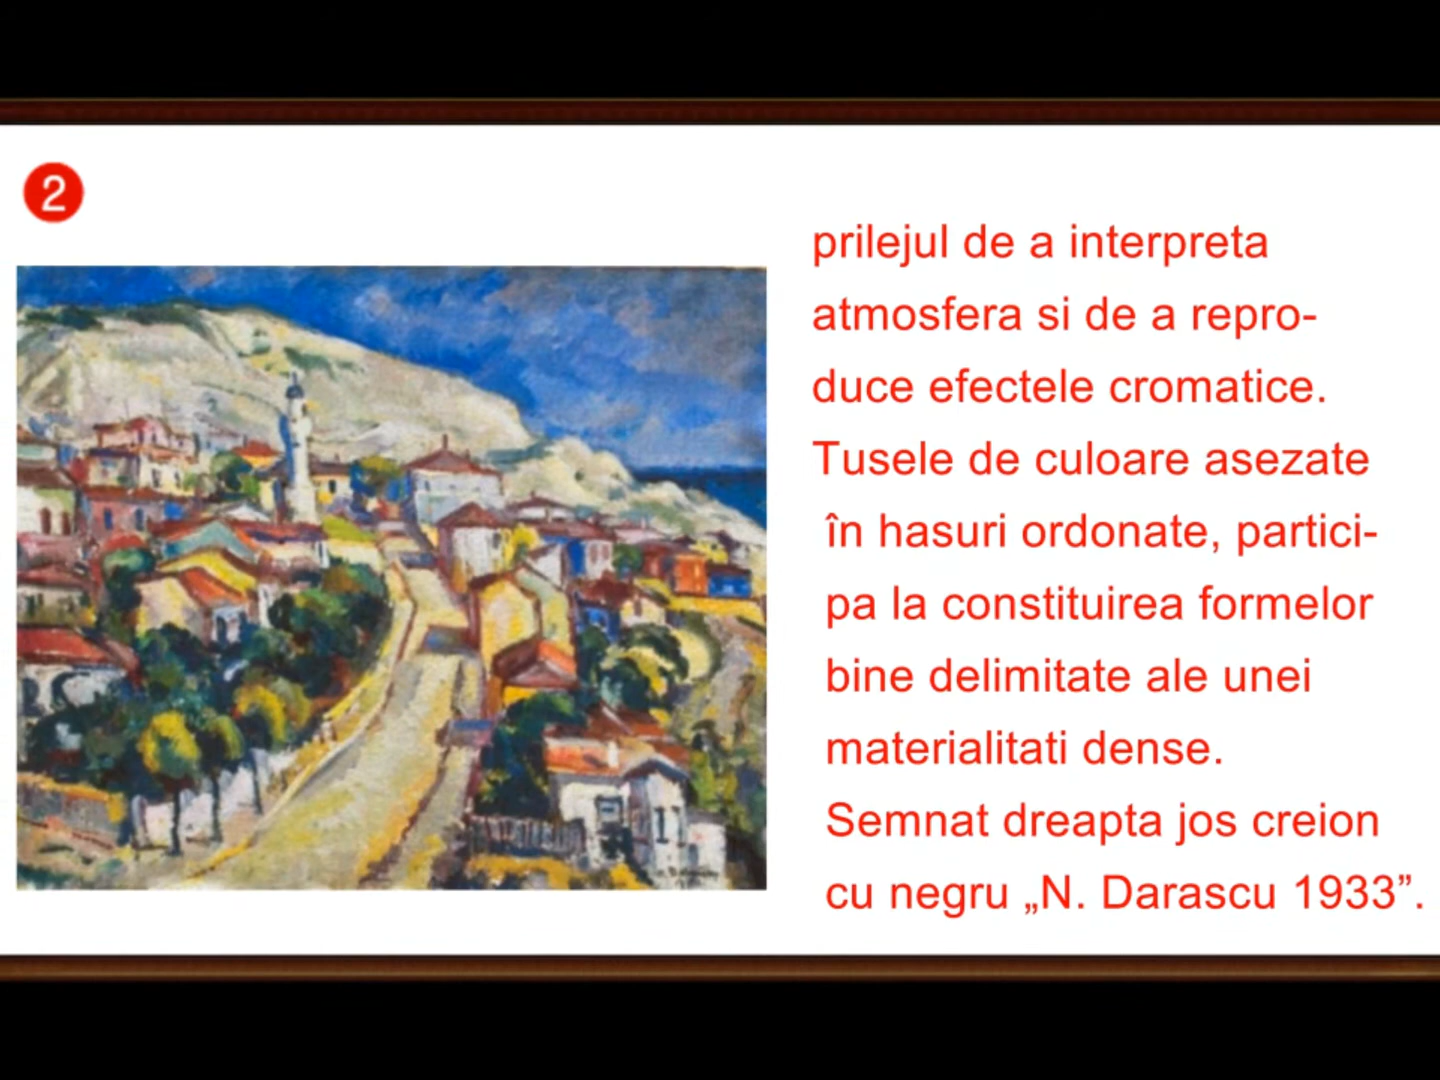 2
prilejul de a interpreta
atmosfera si de a repro-
duce efectele cromatice.
Tusele de culoare asezate
în hasuri ordonate, partici-
pa la constituirea formelor
bine delimitate ale unei
materialitati dense.
Semnat dreapta jos creion
cu negru „N. Darascu 1933”.